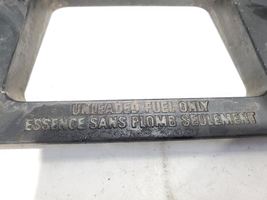 UNLEADED FUEL ONLY
ESSENCE SANS PLOMB SEULEMENT